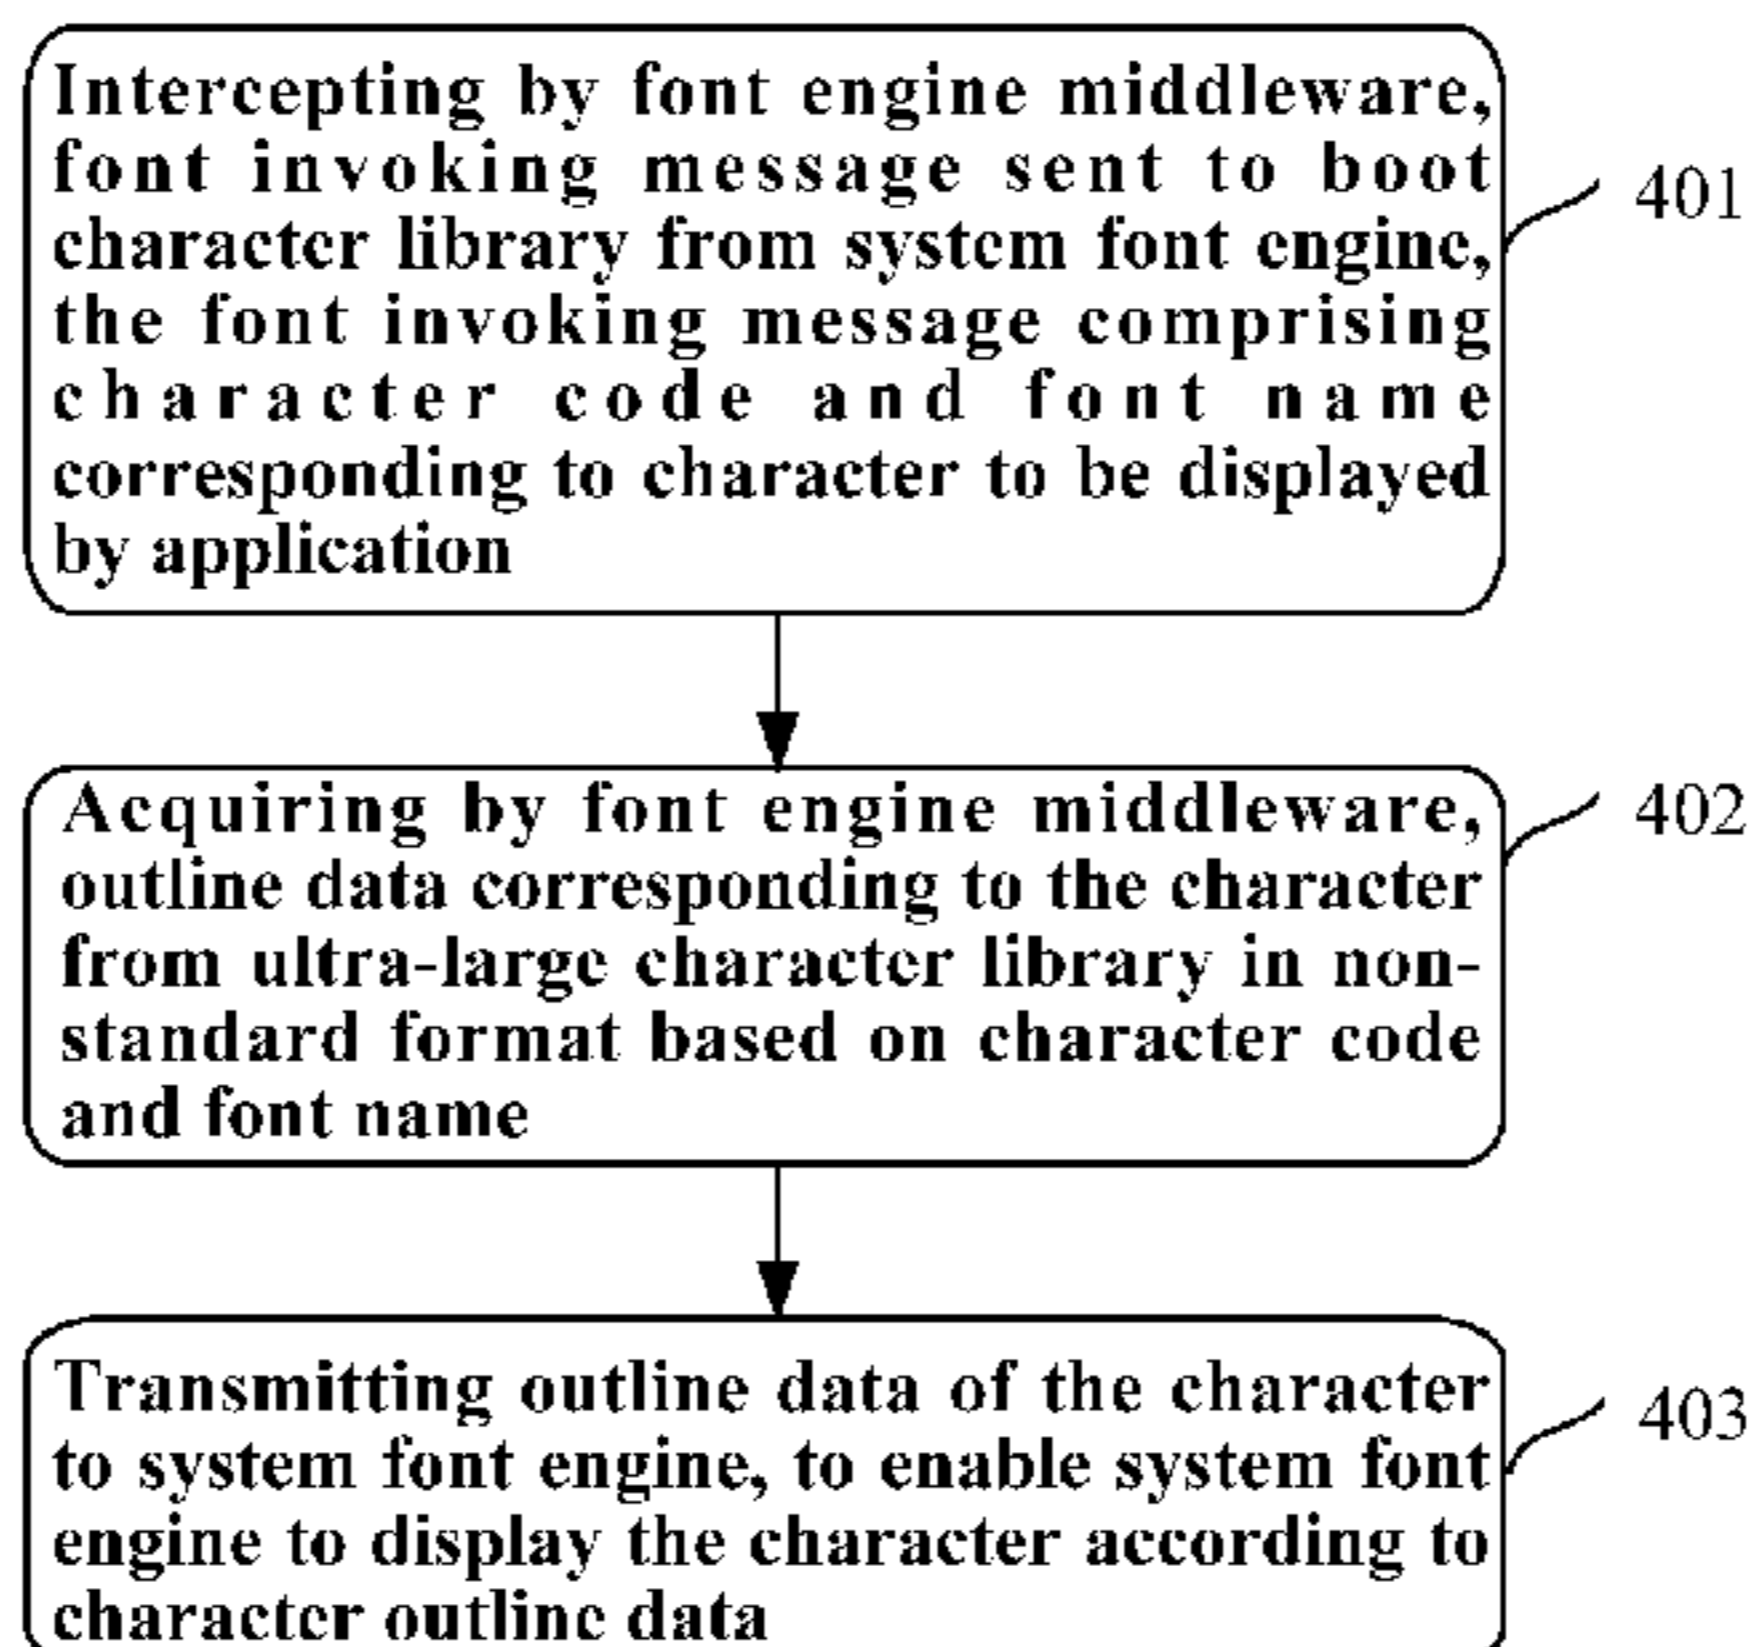 Intercepting by font engine middleware,
font invoking message sent to boot
character library from system font engine,
the font invoking message comprising
character code and font name
corresponding to character to be displayed
by application
401
Acquiring by font engine middleware,
outline data corresponding to the character
from ultra-large character library in non-
standard format based on character code
and font name
402
Transmitting outline data of the character
to system font engine, to enable system font
engine to display the character according to
character outline data
403